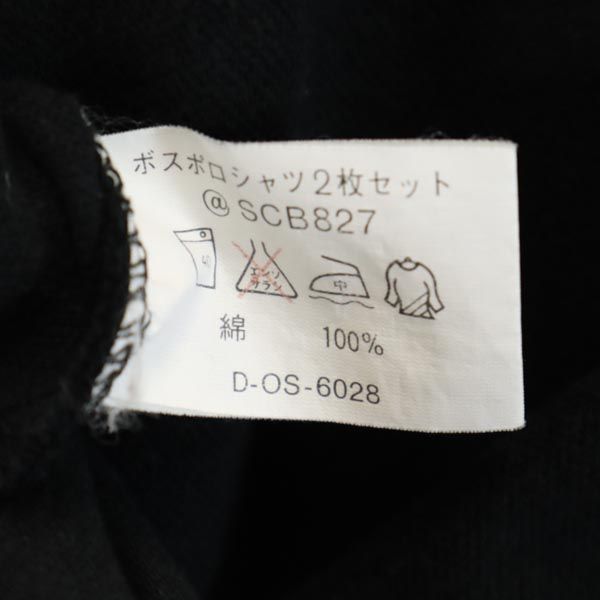 ボスポロシャツ2枚セット
@SCB827
40 エンソ サラシ 中
綿 100%
D-OS-6028